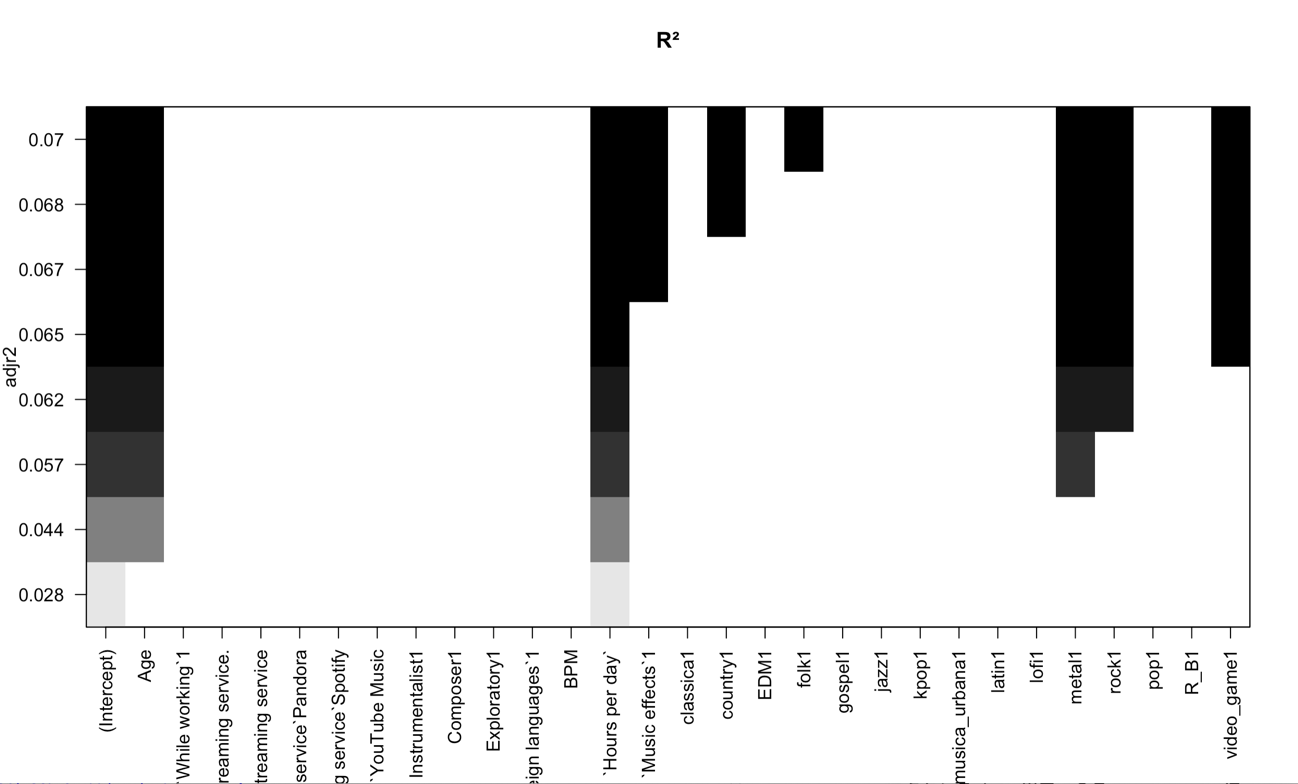 R²
adjr2
0.07
0.068
0.067
0.065
0.062
0.057
0.044
0.028
(Intercept)
Age
`While working`1
reaming service.
treaming service
service`Pandora
g service`Spotify
`YouTube Music
Instrumentalist1
Composer1
Exploratory1
eign languages`1
BPM
`Hours per day`
`Music effects`1
classica1
country1
EDM1
folk1
gospel1
jazz1
kpop1
musica_urbana1
latin1
lofi1
metal1
rock1
pop1
R_B1
video_game1